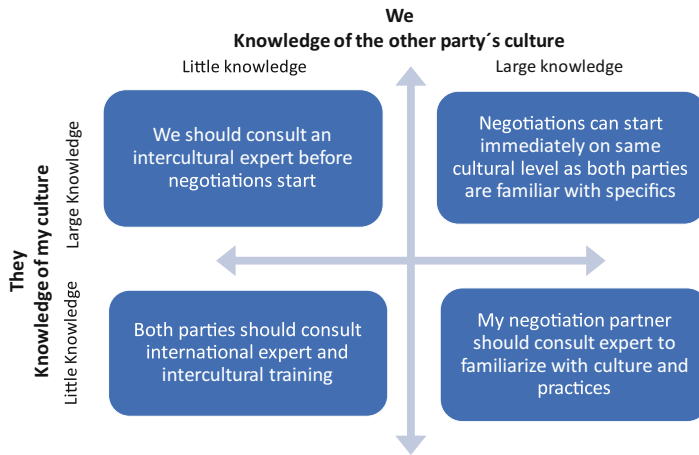 We
Knowledge of the other party´s culture
Little knowledge
Large knowledge
They
Knowledge of my culture
Large Knowledge
Little Knowledge
We should consult an
intercultural expert before
negotiations start
Negotiations can start
immediately on same
cultural level as both parties
are familiar with specifics
Both parties should consult
international expert and
intercultural training
My negotiation partner
should consult expert to
familiarize with culture and
practices